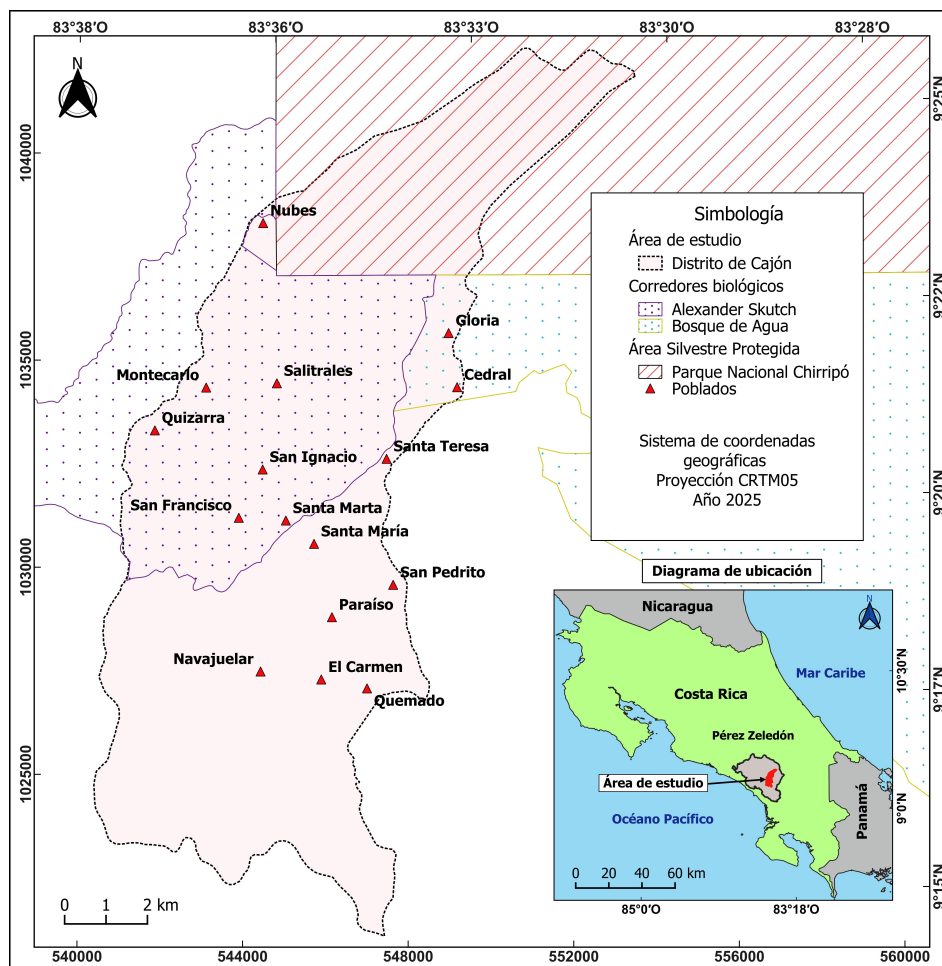 83°38'O 83°36'O 83°33'O 83°30'O 83°28'O
N
9°25'N
1040000
Nubes
Simbología
Área de estudio
Distrito de Cajón
Corredores biológicos
Alexander Skutch
Bosque de Agua
Área Silvestre Protegida
Parque Nacional Chirripó
Poblados
Sistema de coordenadas
geográficas
Proyección CRTM05
Año 2025
9°22'N
Gloria
1035000
Montecarlo
Salitrales
Cedral
Quizarra
Santa Teresa
San Ignacio
9°20'N
San Francisco
Santa Marta
Santa María
1030000
San Pedrito
Paraíso
Navajuelar
El Carmen
Quemado
9°17'N
1025000
9°15'N
Diagrama de ubicación
Nicaragua
N
Mar Caribe
10°30'N
Costa Rica
Pérez Zeledón
Área de estudio
Océano Pacífico
Panamá
9°0'N
0 20 40 60 km
85°0'O 83°18'O
0 1 2 km
540000 544000 548000 552000 556000 560000